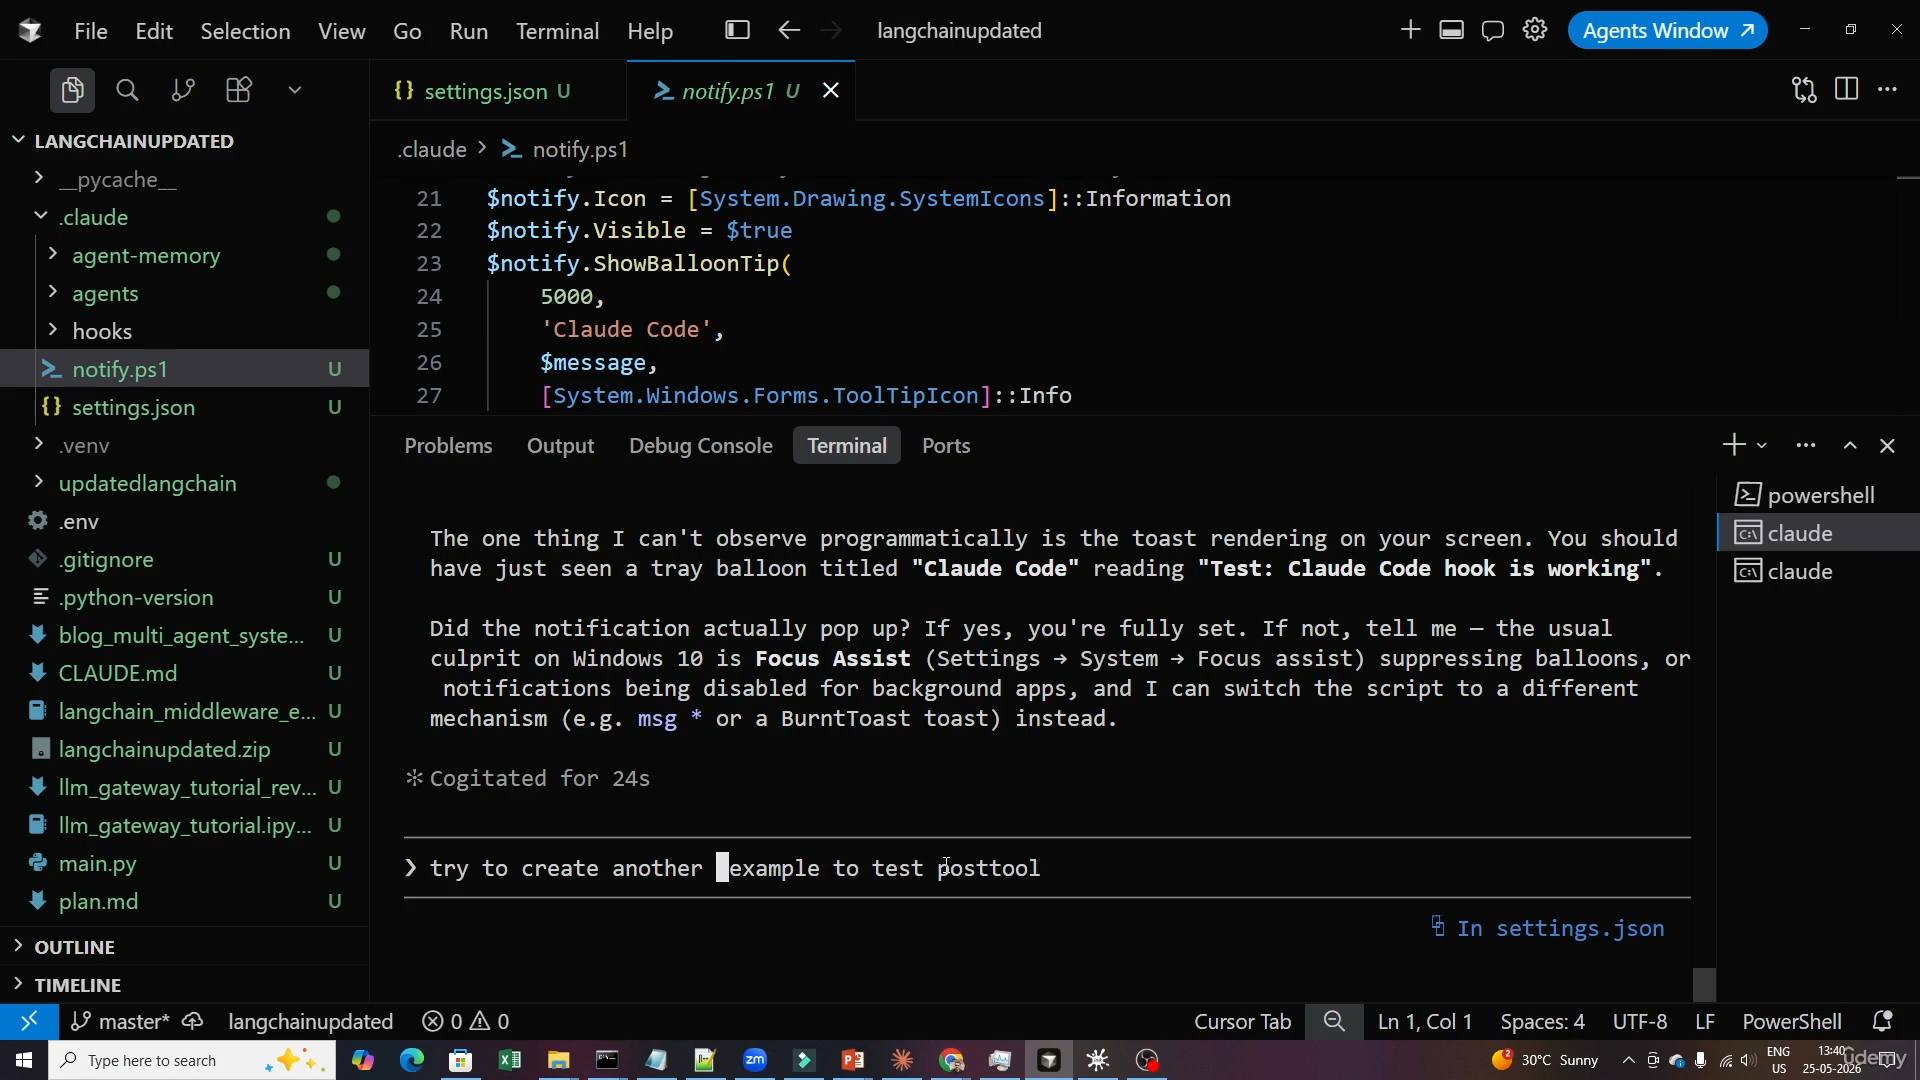 File Edit Selection View Go Run Terminal Help
langchainupdated
Agents Window ↗
LANGCHAINUPDATED
__pycache__
.claude
agent-memory
agents
hooks
notify.ps1 U
settings.json U
.venv
updatedlangchain
.env
.gitignore U
.python-version U
blog_multi_agent_syste... U
CLAUDE.md U
langchain_middleware_e... U
langchainupdated.zip U
llm_gateway_tutorial_rev... U
llm_gateway_tutorial.ipy... U
main.py U
plan.md U
OUTLINE
TIMELINE
{} settings.json U
notify.ps1 U
.claude > notify.ps1
21 $notify.Icon = [System.Drawing.SystemIcons]::Information
22 $notify.Visible = $true
23 $notify.ShowBalloonTip(
24 5000,
25 'Claude Code',
26 $message,
27 [System.Windows.Forms.ToolTipIcon]::Info
Problems Output Debug Console Terminal Ports
powershell
claude
claude
The one thing I can't observe programmatically is the toast rendering on your screen. You should
have just seen a tray balloon titled "Claude Code" reading "Test: Claude Code hook is working".
Did the notification actually pop up? If yes, you're fully set. If not, tell me — the usual
culprit on Windows 10 is Focus Assist (Settings → System → Focus assist) suppressing balloons, or
notifications being disabled for background apps, and I can switch the script to a different
mechanism (e.g. msg * or a BurntToast toast) instead.
✻ Cogitated for 24s
❯ try to create another example to test posttool
In settings.json
master* langchainupdated 0 0
Cursor Tab Ln 1, Col 1 Spaces: 4 UTF-8 LF PowerShell
Type here to search
30°C Sunny
ENG
US
13:40
25-05-2026
ûdemy